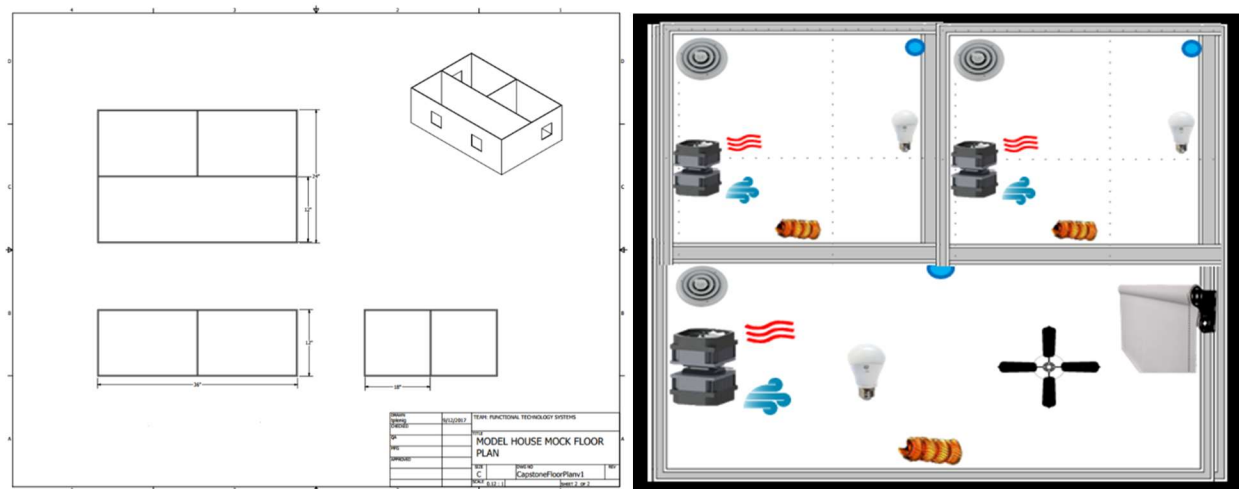 4
3
2
1
D
D
24"
C
12"
C
B
12"
B
36"
18"
A
A
DRAWN
9/12/2017
CHECKED
QA
MFG
APPROVED
TEAM: FUNCTIONAL TECHNOLOGY SYSTEMS
TITLE
MODEL HOUSE MOCK FLOOR
PLAN
SIZE
C
DWG NO
CapstoneFloorPlanv1
REV
SCALE
SHEET 2 OF 2